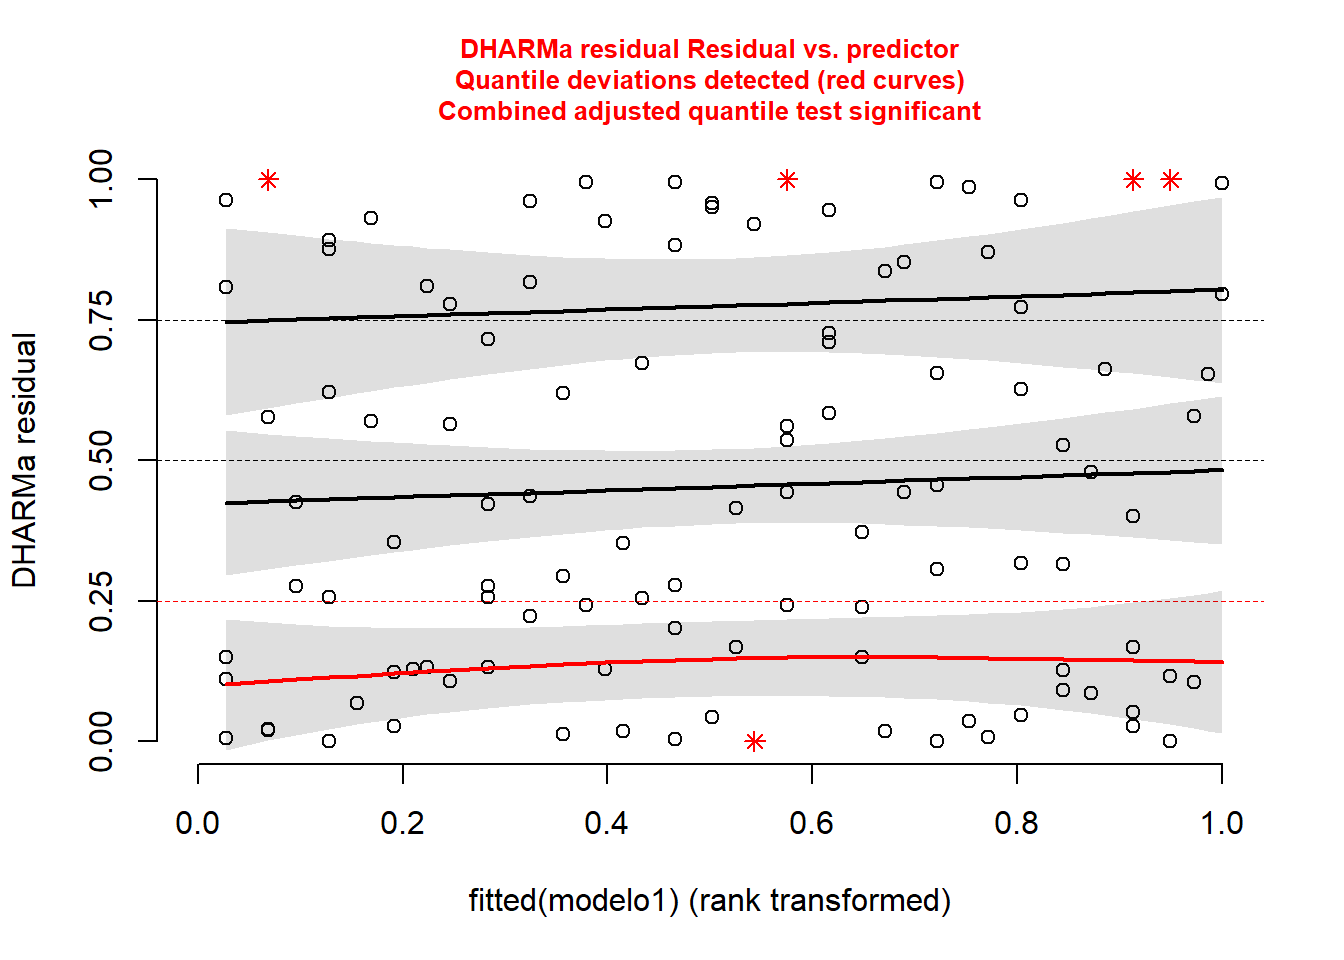 DHARMa residual Residual vs. predictor
Quantile deviations detected (red curves)
Combined adjusted quantile test significant
DHARMa residual
1.00
0.75
0.50
0.25
0.00
0.0 0.2 0.4 0.6 0.8 1.0
fitted(modelo1) (rank transformed)